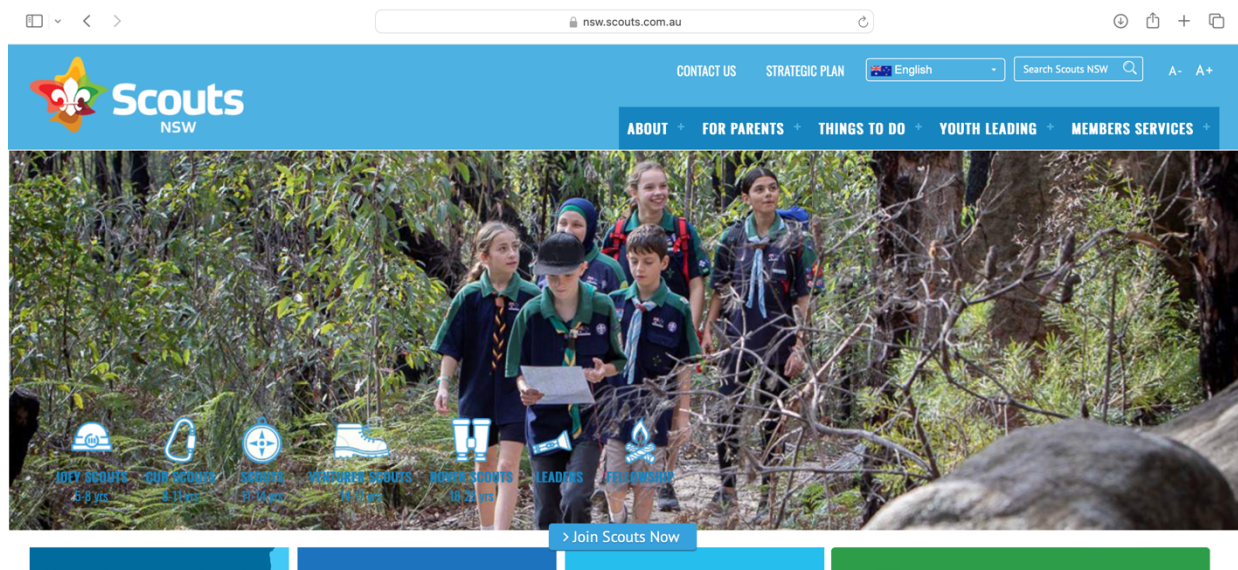 nsw.scouts.com.au
CONTACT US STRATEGIC PLAN English Search Scouts NSW A- A+
Scouts
NSW
ABOUT + FOR PARENTS + THINGS TO DO + YOUTH LEADING + MEMBERS SERVICES +
JOEY SCOUTS CUB SCOUTS SCOUTS VENTURER SCOUTS ROVER SCOUTS LEADERS FELLOWSHIP
5-8 yrs 8-11 yrs 11-14 yrs 14-17 yrs 18-25 yrs
> Join Scouts Now